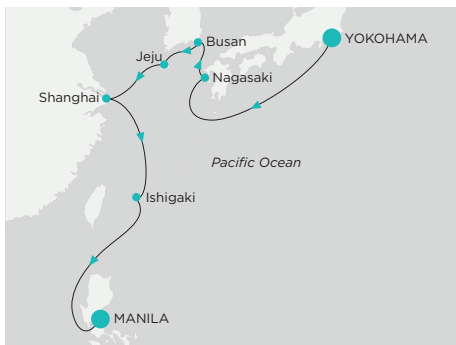 YOKOHAMA
Busan
Jeju
Nagasaki
Shanghai
Pacific Ocean
Ishigaki
MANILA